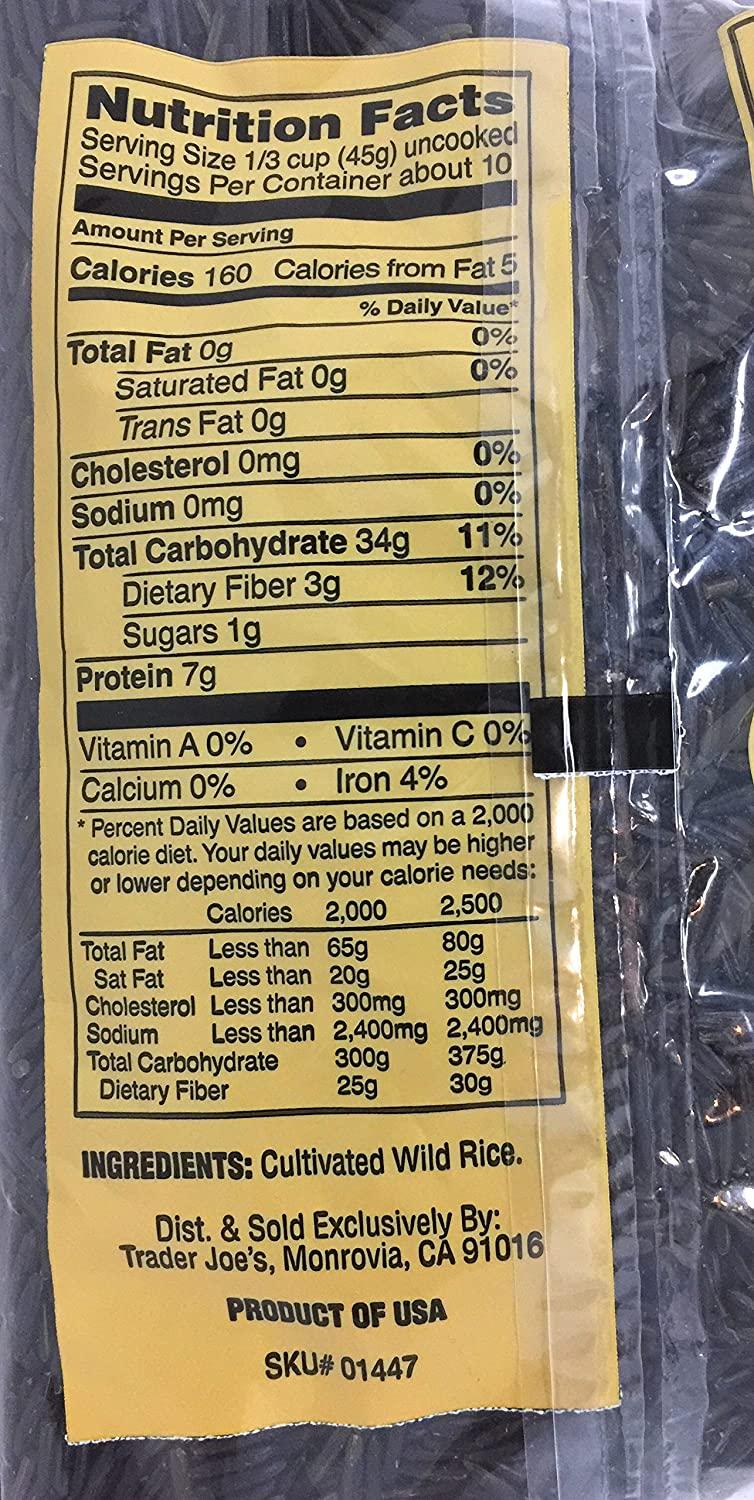 Nutrition Facts
Serving Size 1/3 cup (45g) uncooked
Servings Per Container about 10
Amount Per Serving
Calories 160 Calories from Fat 5
% Daily Value*
Total Fat 0g 0%
Saturated Fat 0g 0%
Trans Fat 0g
Cholesterol 0mg 0%
Sodium 0mg 0%
Total Carbohydrate 34g 11%
Dietary Fiber 3g 12%
Sugars 1g
Protein 7g
Vitamin A 0% • Vitamin C 0%
Calcium 0% • Iron 4%
* Percent Daily Values are based on a 2,000
calorie diet. Your daily values may be higher
or lower depending on your calorie needs:
Calories 2,000 2,500
Total Fat Less than 65g 80g
Sat Fat Less than 20g 25g
Cholesterol Less than 300mg 300mg
Sodium Less than 2,400mg 2,400mg
Total Carbohydrate 300g 375g
Dietary Fiber 25g 30g
INGREDIENTS: Cultivated Wild Rice.
Dist. & Sold Exclusively By:
Trader Joe's, Monrovia, CA 91016
PRODUCT OF USA
SKU# 01447